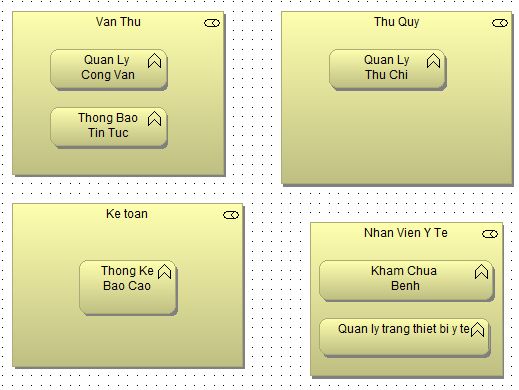 Van Thu
Quan Ly
Cong Van
Thong Bao
Tin Tuc
Thu Quy
Quan Ly
Thu Chi
Ke toan
Thong Ke
Bao Cao
Nhan Vien Y Te
Kham Chua
Benh
Quan ly trang thiet bi y te